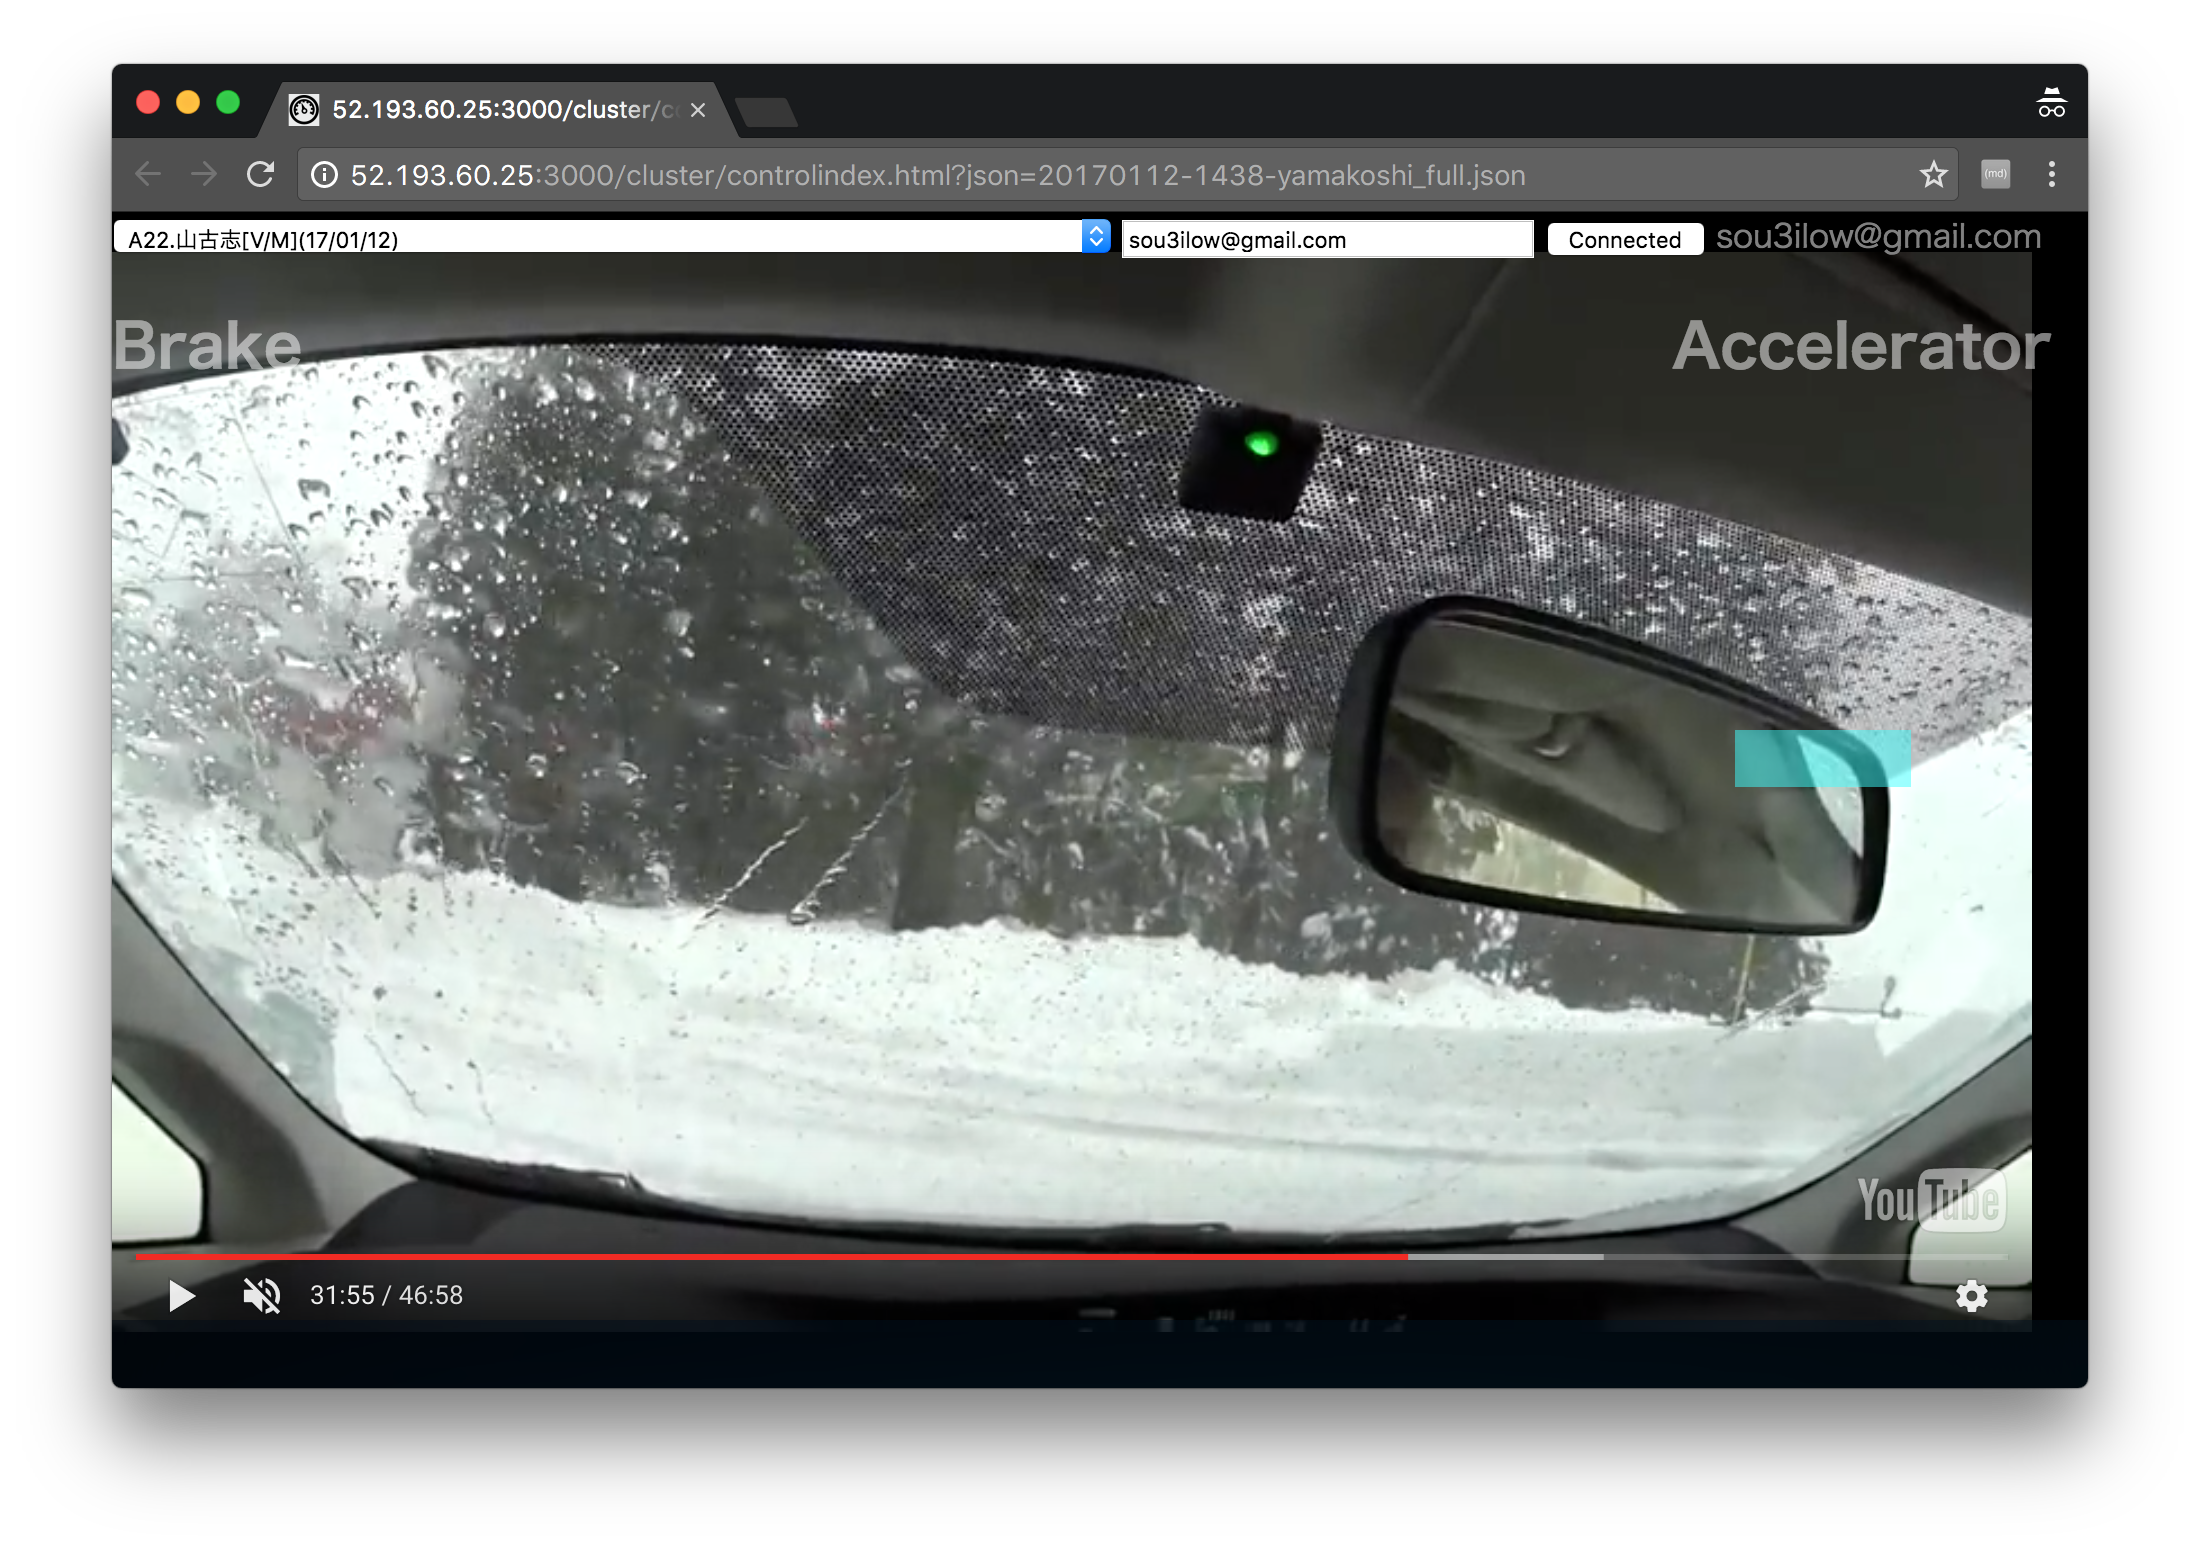 52.193.60.25:3000/cluster/c
52.193.60.25:3000/cluster/controlindex.html?json=20170112-1438-yamakoshi_full.json
(md)
A22.山古志[V/M](17/01/12)
sou3ilow@gmail.com
Connected
sou3ilow@gmail.com
Brake
Accelerator
YouTube
31:55 / 46:58